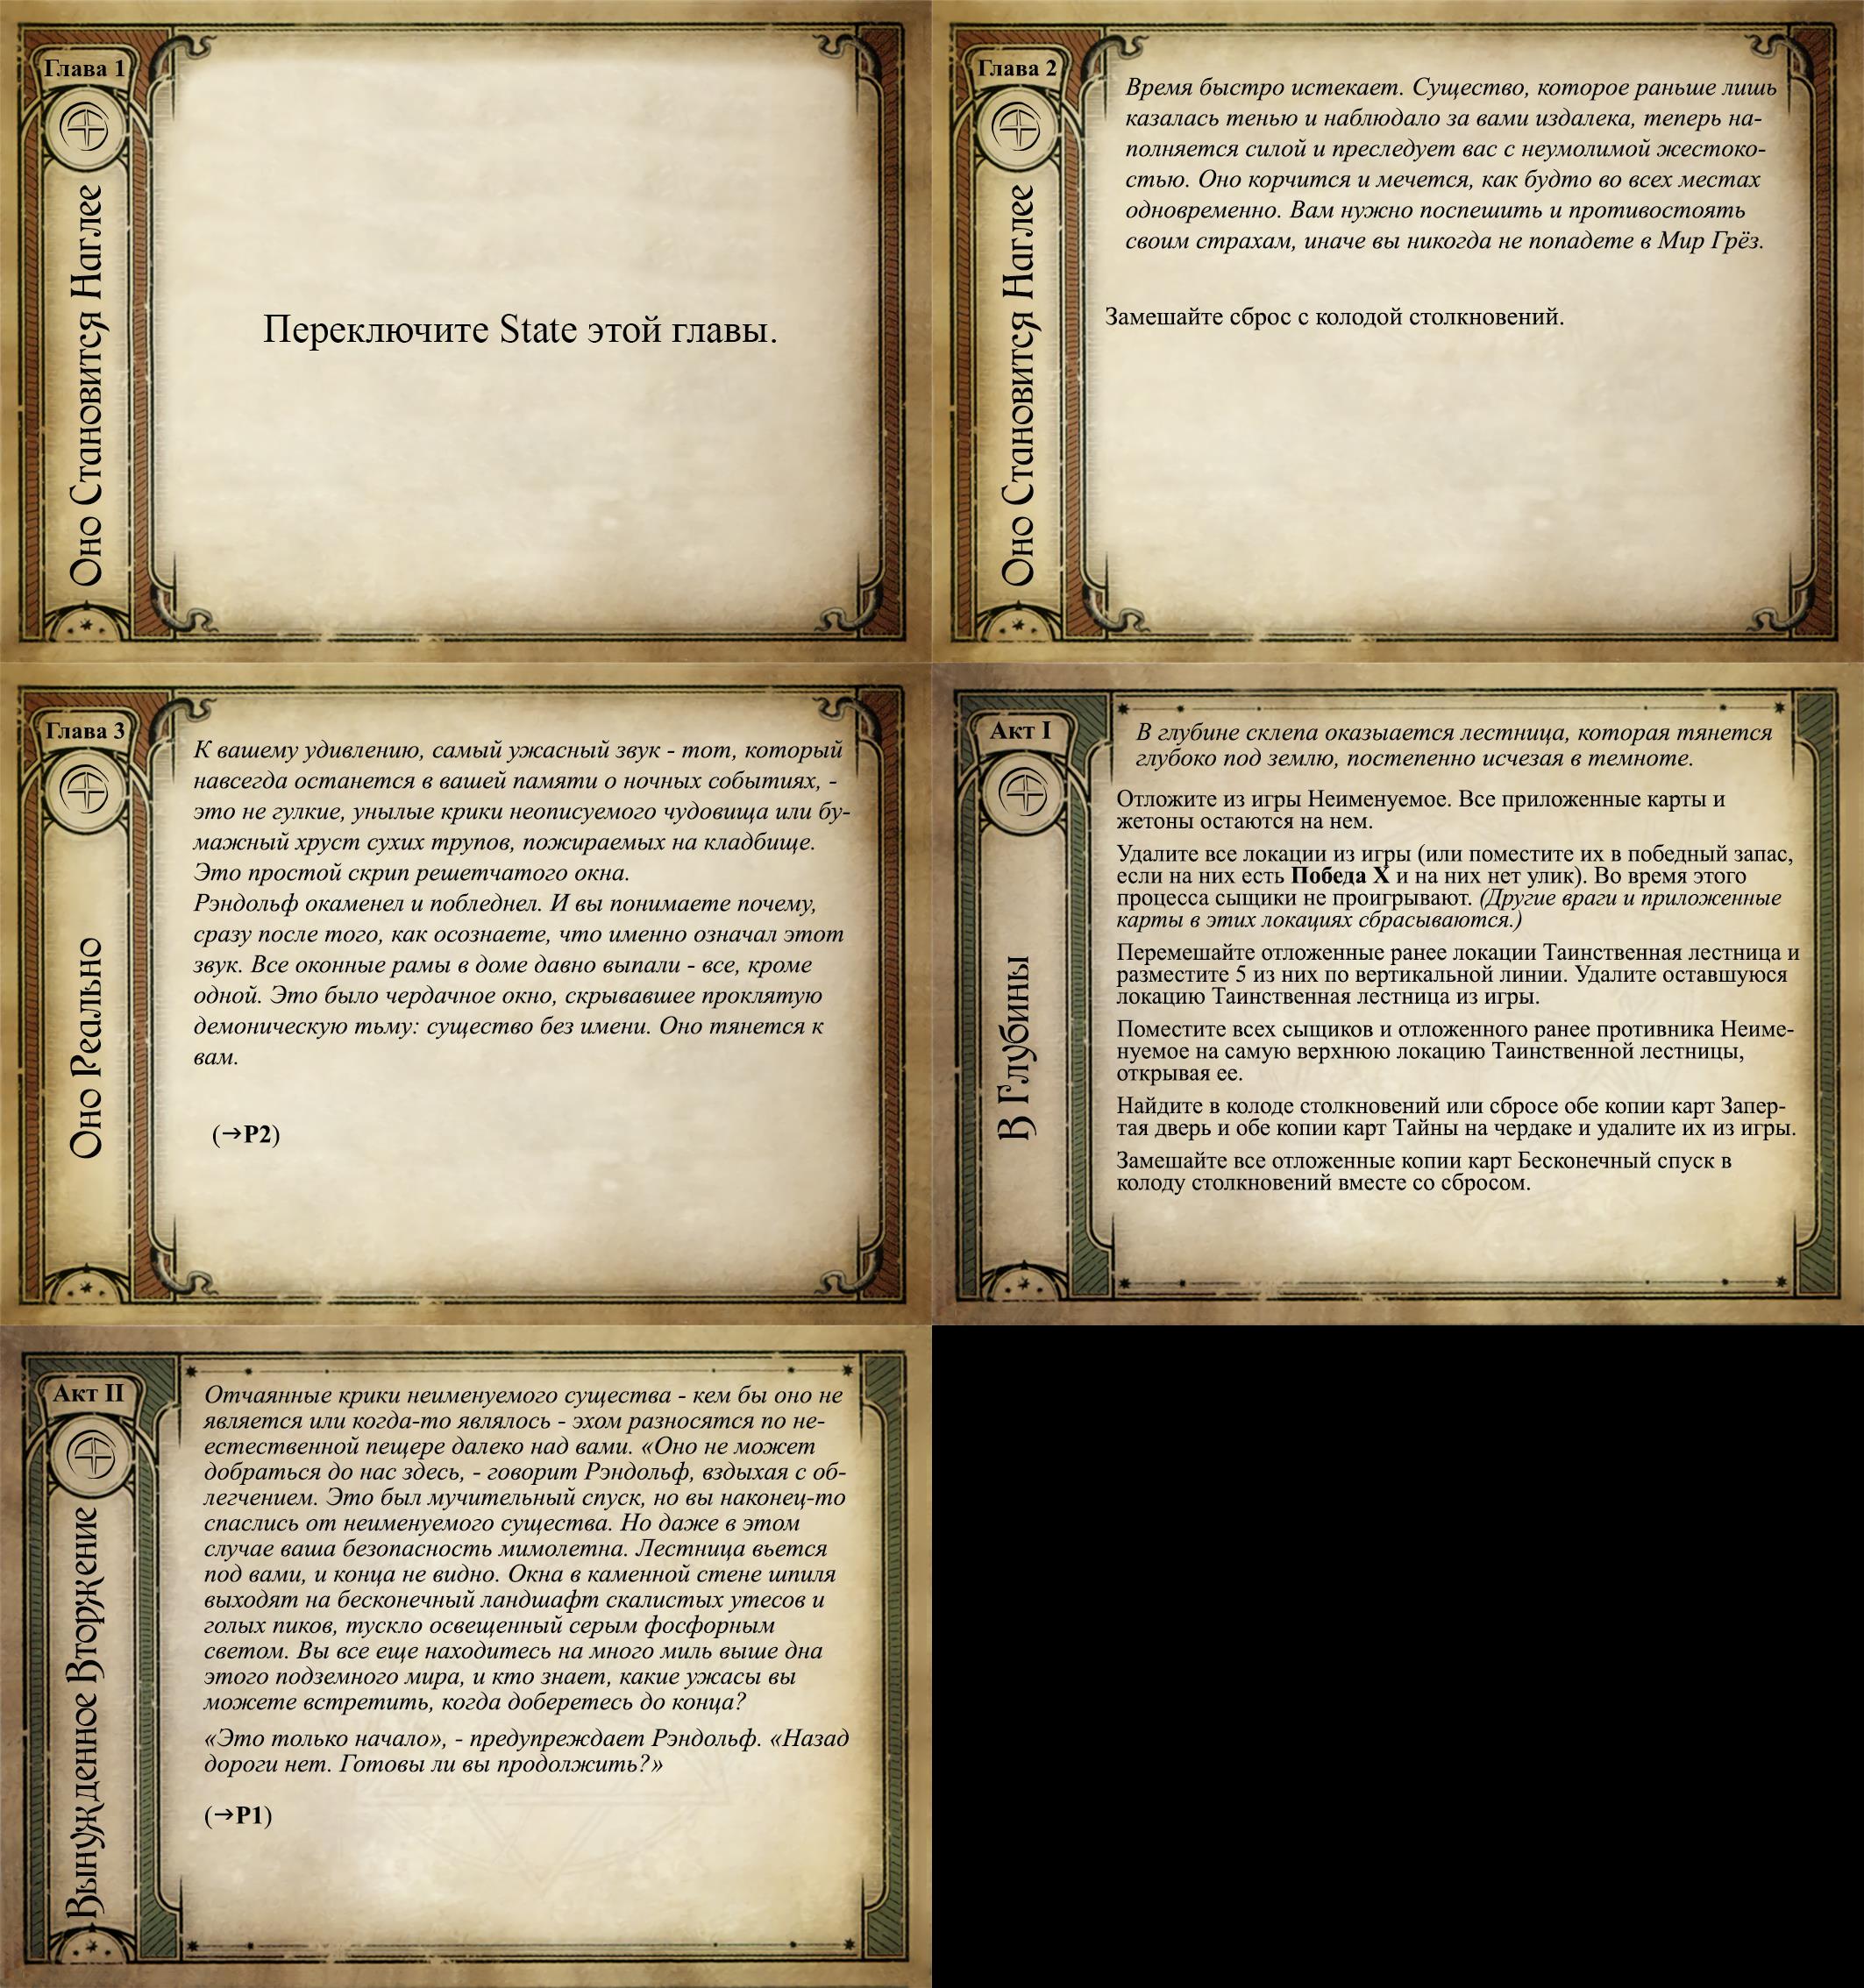 Глава 1
Оно Становится Наглее
Переключите State этой главы.
Глава 2
Оно Становится Наглее
Время быстро истекает. Существо, которое раньше лишь
казалась тенью и наблюдало за вами издалека, теперь на-
полняется силой и преследует вас с неумолимой жестоко-
стью. Оно корчится и мечется, как будто во всех местах
одновременно. Вам нужно поспешить и противостоять
своим страхам, иначе вы никогда не попадете в Мир Грёз.
Замешайте сброс с колодой столкновений.
Глава 3
Оно Реально
К вашему удивлению, самый ужасный звук - тот, который
навсегда останется в вашей памяти о ночных событиях, -
это не гулкие, унылые крики неописуемого чудовища или бу-
мажный хруст сухих трупов, пожираемых на кладбище.
Это простой скрип решетчатого окна.
Рэндольф окаменел и побледнел. И вы понимаете почему,
сразу после того, как осознаете, что именно означал этот
звук. Все оконные рамы в доме давно выпали - все, кроме
одной. Это было чердачное окно, скрывавшее проклятую
демоническую тьму: существо без имени. Оно тянется к
вам.
(→Р2)
Акт I
В Глубины
В глубине склепа оказыается лестница, которая тянется
глубоко под землю, постепенно исчезая в темноте.
Отложите из игры Неименуемое. Все приложенные карты и
жетоны остаются на нем.
Удалите все локации из игры (или поместите их в победный запас,
если на них есть Победа X и на них нет улик). Во время этого
процесса сыщики не проигрывают. (Другие враги и приложенные
карты в этих локациях сбрасываются.)
Перемешайте отложенные ранее локации Таинственная лестница и
разместите 5 из них по вертикальной линии. Удалите оставшуюся
локацию Таинственная лестница из игры.
Поместите всех сыщиков и отложенного ранее противника Неиме-
нуемое на самую верхнюю локацию Таинственной лестницы,
открывая ее.
Найдите в колоде столкновений или сбросе обе копии карт Запер-
тая дверь и обе копии карт Тайны на чердаке и удалите их из игры.
Замешайте все отложенные копии карт Бесконечный спуск в
колоду столкновений вместе со сбросом.
Акт II
Вынужденное Вторжение
Отчаянные крики неименуемого существа - кем бы оно не
является или когда-то являлось - эхом разносятся по не-
естественной пещере далеко над вами. «Оно не может
добраться до нас здесь, - говорит Рэндольф, вздыхая с об-
легчением. Это был мучительный спуск, но вы наконец-то
спаслись от неименуемого существа. Но даже в этом
случае ваша безопасность мимолетна. Лестница вьется
под вами, и конца не видно. Окна в каменной стене шпиля
выходят на бесконечный ландшафт скалистых утесов и
голых пиков, тускло освещенный серым фосфорным
светом. Вы все еще находитесь на много миль выше дна
этого подземного мира, и кто знает, какие ужасы вы
можете встретить, когда доберетесь до конца?
«Это только начало», - предупреждает Рэндольф. «Назад
дороги нет. Готовы ли вы продолжить?»
(→Р1)